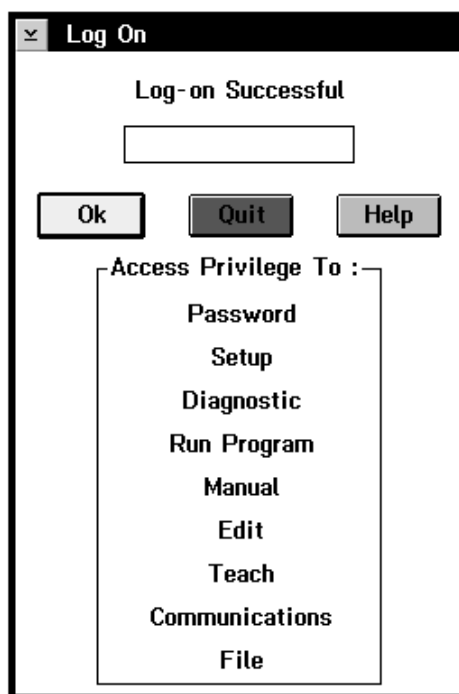 Log On
Log-on Successful
Ok Quit Help
Access Privilege To :
Password
Setup
Diagnostic
Run Program
Manual
Edit
Teach
Communications
File